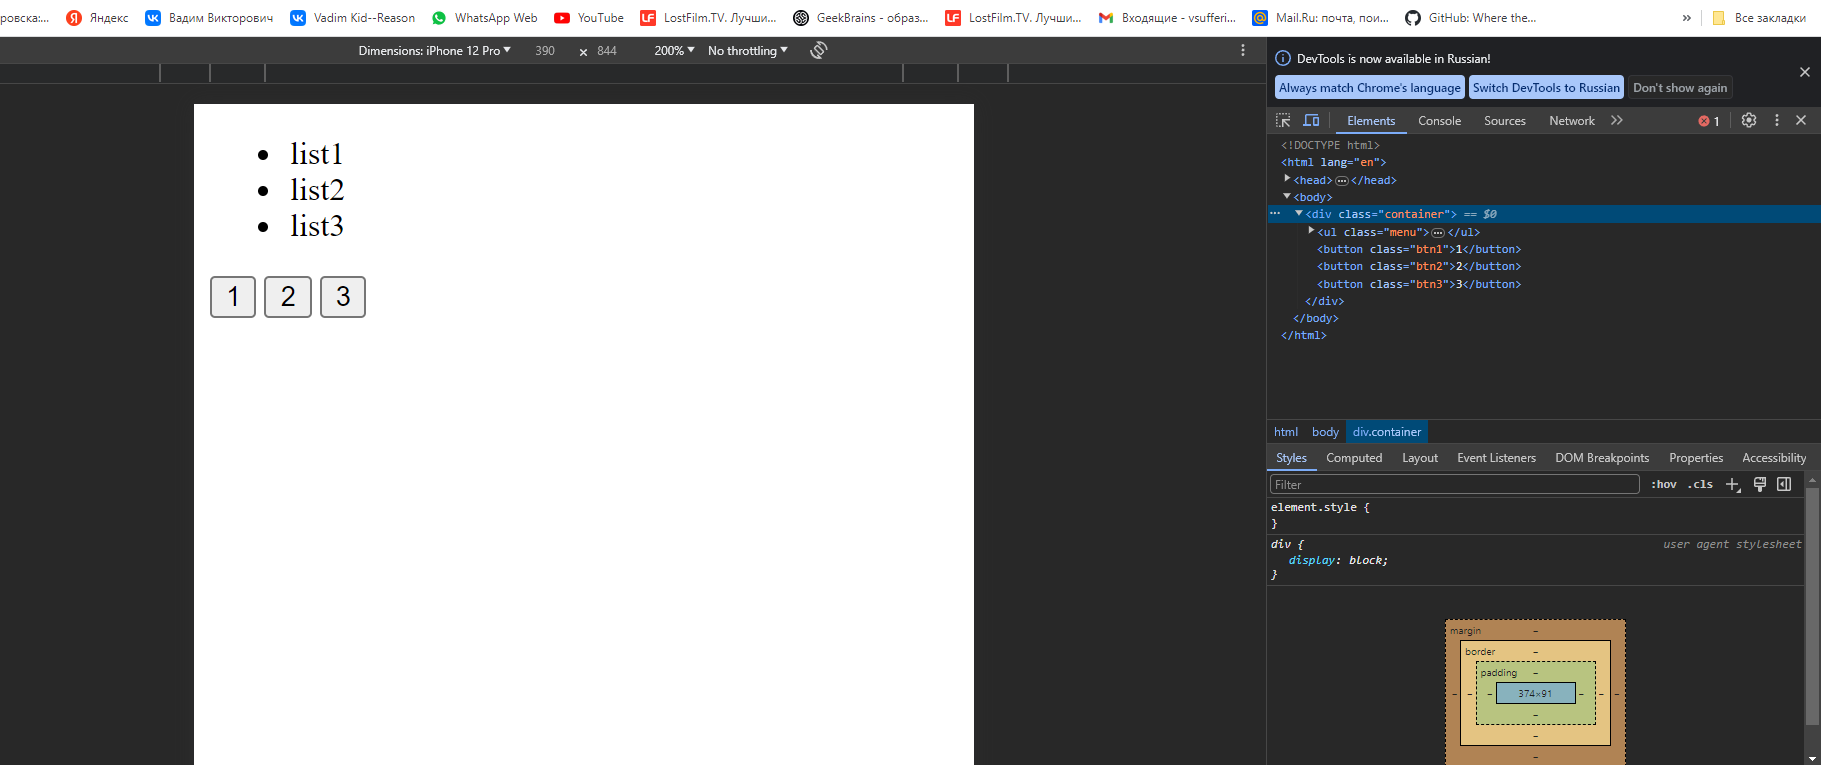 ровска:... Яндекс Вадим Викторович Vadim Kid--Reason WhatsApp Web YouTube LostFilm.TV. Лучши... GeekBrains - образ... LostFilm.TV. Лучши... Входящие - vsufferi... Mail.Ru: почта, пои... GitHub: Where the... » Все закладки
Dimensions: iPhone 12 Pro 390 × 844 200% No throttling
list1
list2
list3
1 2 3
DevTools is now available in Russian!
Always match Chrome's language Switch DevTools to Russian Don't show again
Elements Console Sources Network 1
<!DOCTYPE html>
<html lang="en">
<head>…</head>
<body>
… <div class="container"> == $0
<ul class="menu">…</ul>
<button class="btn1">1</button>
<button class="btn2">2</button>
<button class="btn3">3</button>
</div>
</body>
</html>
html body div.container
Styles Computed Layout Event Listeners DOM Breakpoints Properties Accessibility
Filter :hov .cls
element.style {
}
div { user agent stylesheet
display: block;
}
margin –
border –
padding –
– – – 374×91 – – –
–
–
–